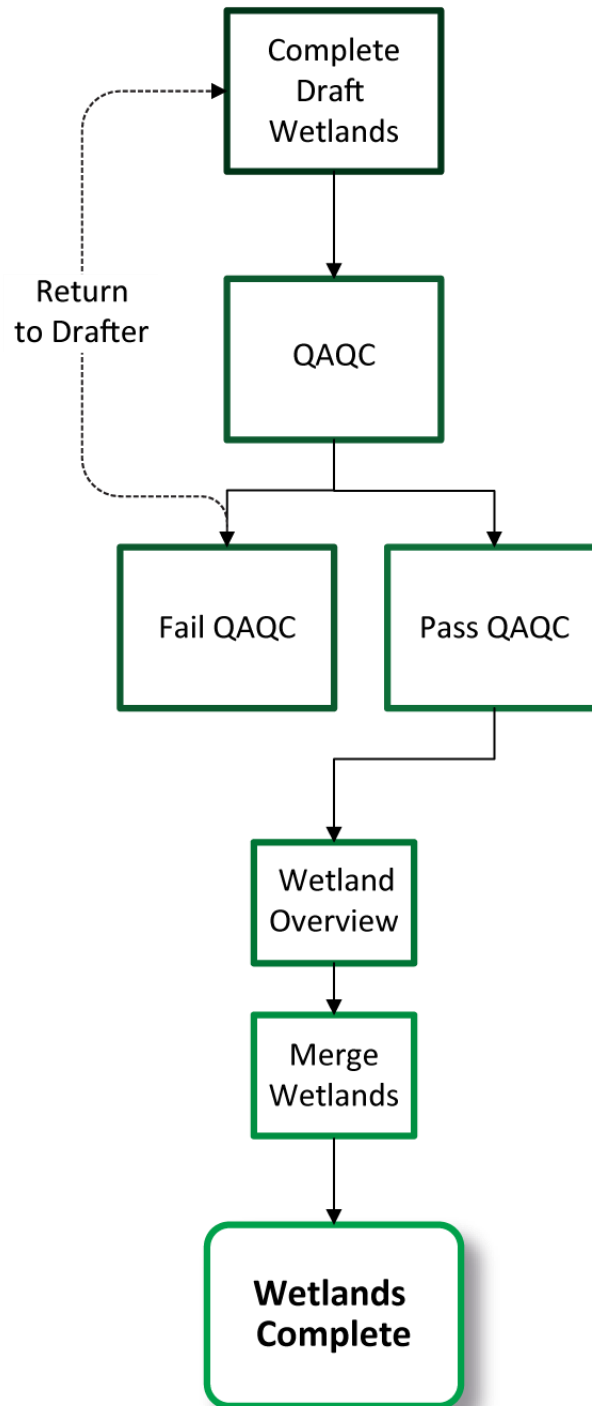 Complete
Draft
Wetlands
Return
to Drafter
QAQC
Fail QAQC
Pass QAQC
Wetland
Overview
Merge
Wetlands
Wetlands
Complete